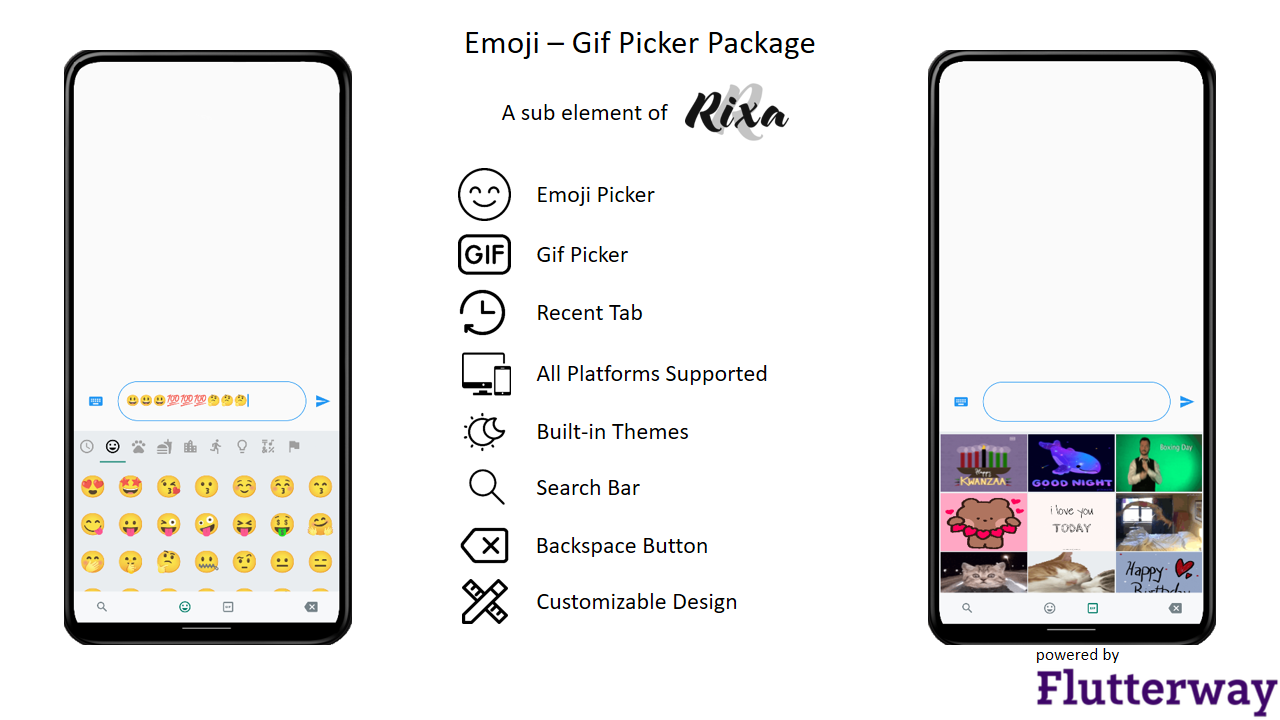 Emoji – Gif Picker Package
A sub element of Rixa
Emoji Picker
GIF
Gif Picker
Recent Tab
All Platforms Supported
Built-in Themes
Search Bar
Backspace Button
Customizable Design
😃😃😃💯💯💯🤔🤔🤔
Happy
KWANZAA
GOOD NIGHT
Boxing Day
i love you
TODAY
Happy
Birthday
powered by
Flutterway